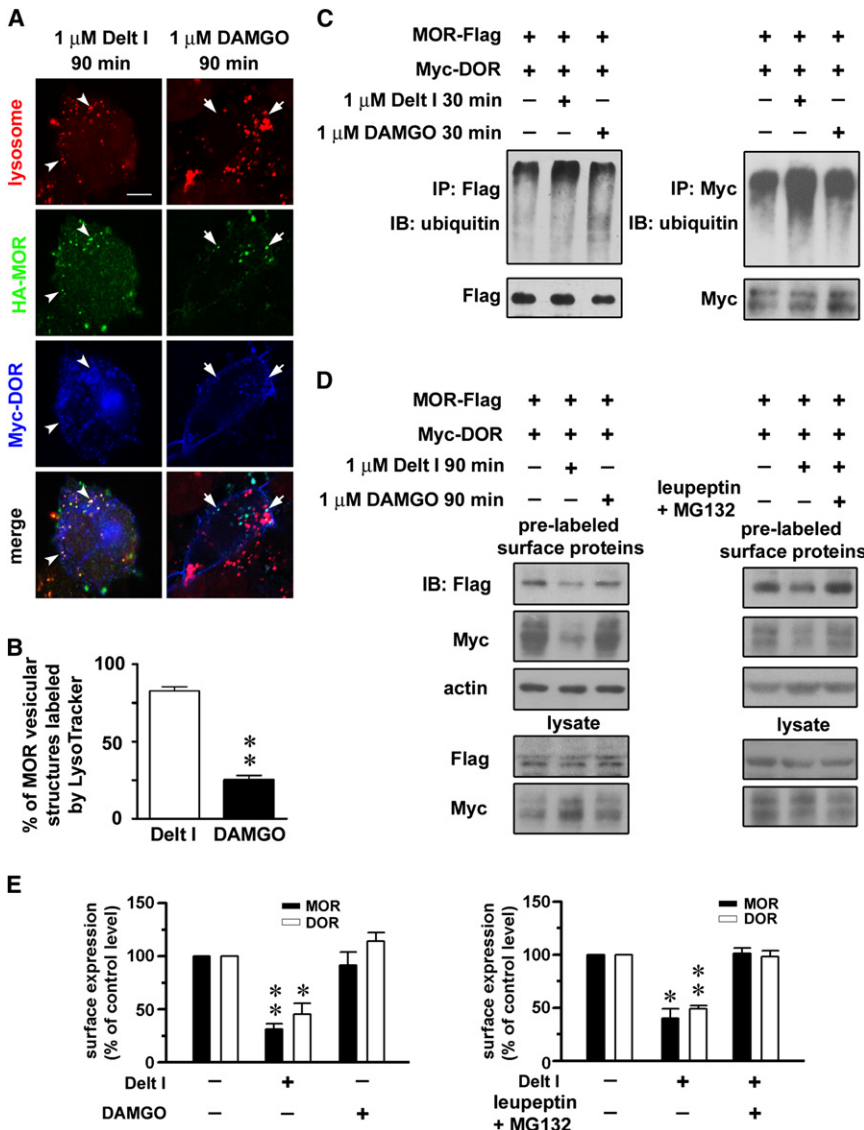 A
1 μM Delt I 1 μM DAMGO
90 min 90 min
lysosome
HA-MOR
Myc-DOR
merge
B
% of MOR vesicular
structures labeled
by LysoTracker
100
75
50
25
0
Delt I DAMGO
**
C
MOR-Flag + + + + + +
Myc-DOR + + + + + +
1 μM Delt I 30 min – + – – + –
1 μM DAMGO 30 min – – + – – +
IP: Flag
IB: ubiquitin
Flag
IP: Myc
IB: ubiquitin
Myc
D
MOR-Flag + + + + + +
Myc-DOR + + + + + +
1 μM Delt I 90 min – + – – + +
1 μM DAMGO 90 min – – +
leupeptin
+ MG132 – – +
pre-labeled
surface proteins
IB: Flag
Myc
actin
lysate
Flag
Myc
pre-labeled
surface proteins
lysate
E
surface expression
(% of control level)
150
100
50
0
MOR
DOR
** *
Delt I – + –
DAMGO – – +
surface expression
(% of control level)
150
100
50
0
MOR
DOR
* **
Delt I – + +
leupeptin
+ MG132 – – +